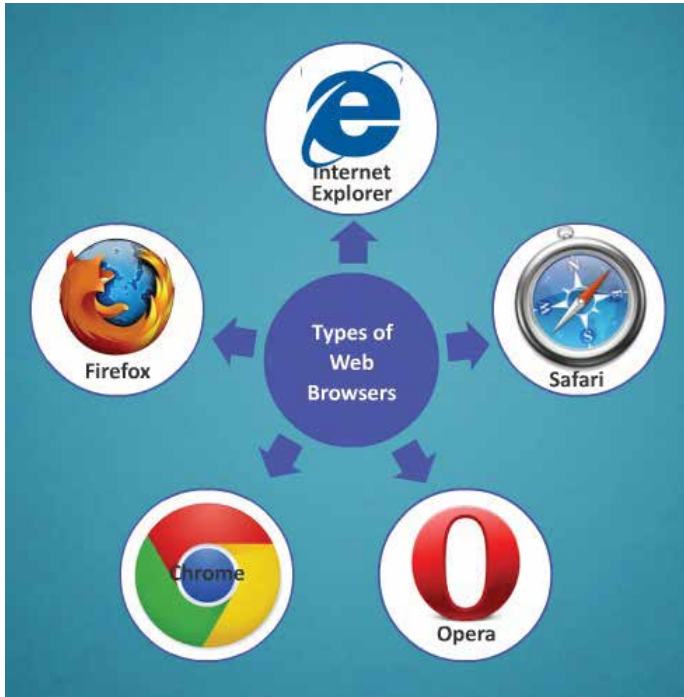 Internet
Explorer
Types of
Web
Browsers
Firefox
Safari
Chrome
Opera